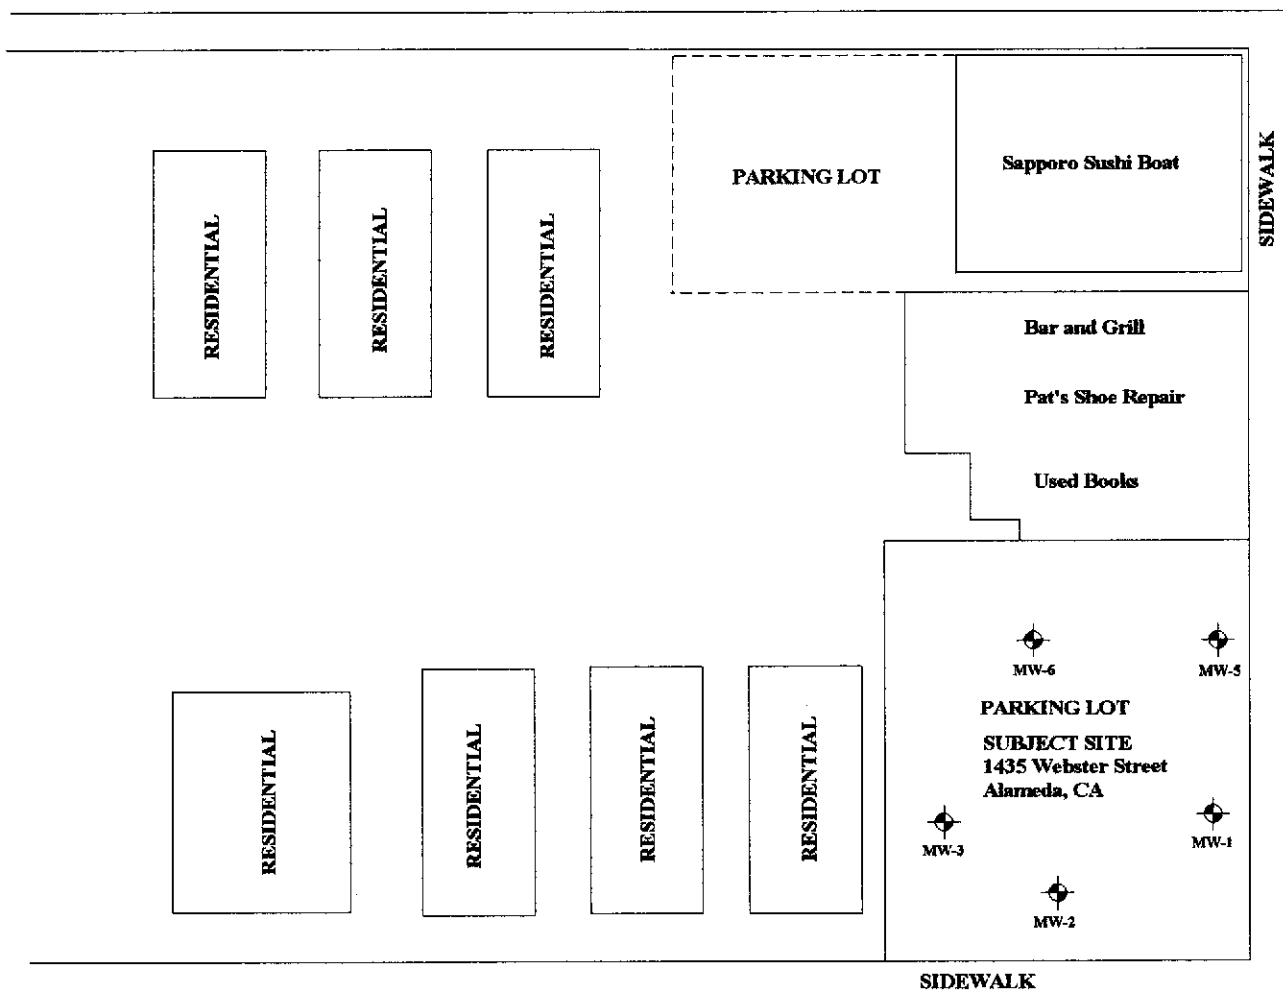 PARKING LOT
Sapporo Sushi Boat
SIDEWALK
RESIDENTIAL
RESIDENTIAL
RESIDENTIAL
Bar and Grill
Pat's Shoe Repair
Used Books
MW-6
MW-5
PARKING LOT
SUBJECT SITE
1435 Webster Street
Alameda, CA
RESIDENTIAL
RESIDENTIAL
RESIDENTIAL
RESIDENTIAL
MW-3
MW-1
MW-2
SIDEWALK